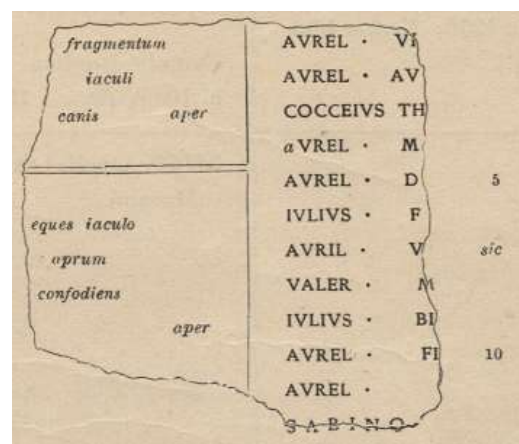 fragmentum
iaculi
canis aper
eques iaculo
aprum
confodiens
aper
AVREL · VI
AVREL · AV
COCCEIVS TH
aVREL · M
AVREL · D 5
IVLIVS · F
AVRIL · V sic
VALER · M
IVLIVS · BI
AVREL · FI 10
AVREL ·
SABINO